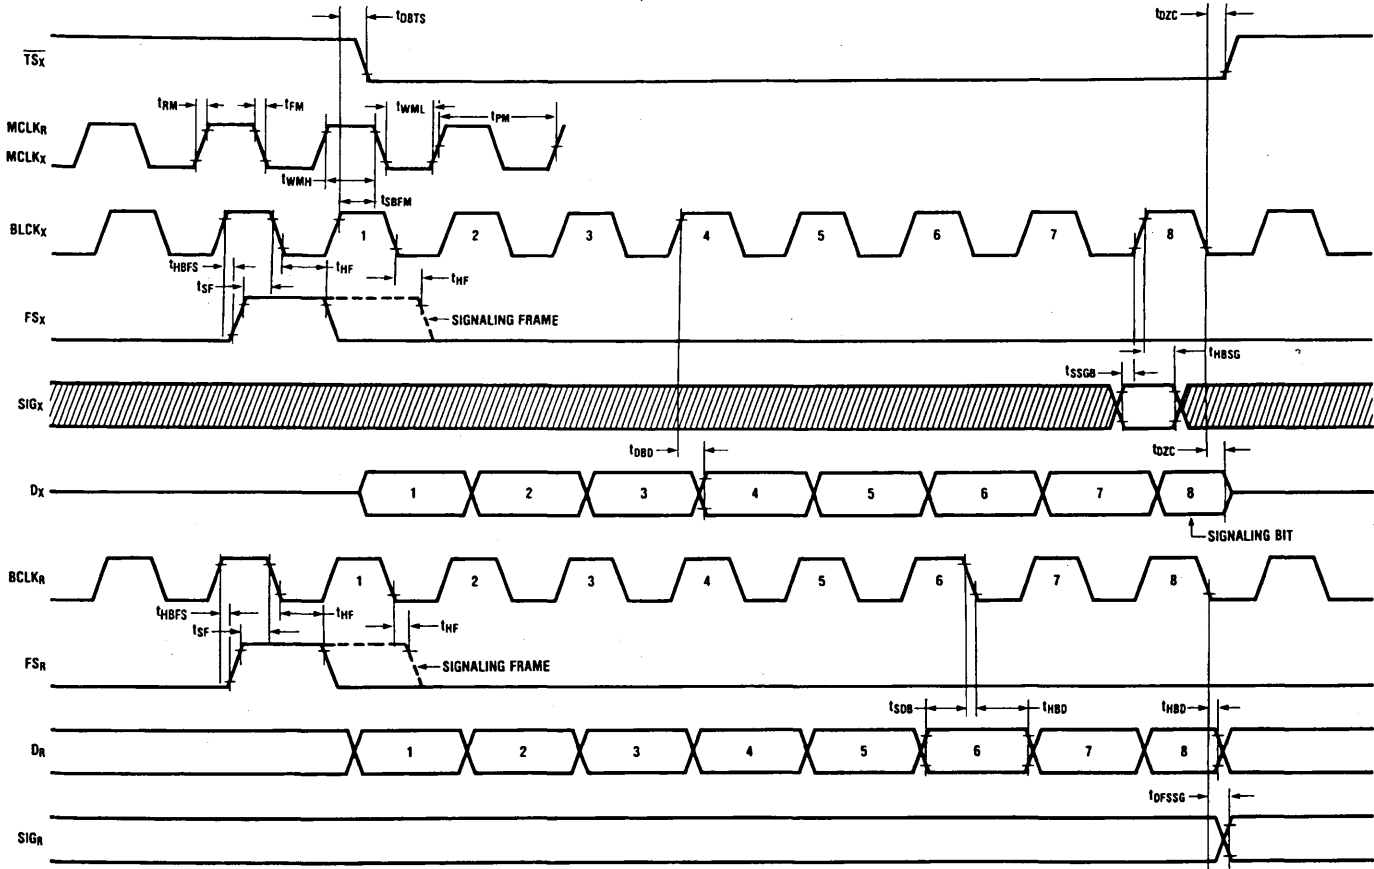 tDBTS tDZC
TSX
tRM tFM tWML tPM
MCLKR
MCLKX
tWMH
tSBFM
BLCKX 1 2 3 4 5 6 7 8
tHBFS tHF tHF
tSF
FSX SIGNALING FRAME
tHBSG
tSSGB
SIGX
tDBD tDZC
DX 1 2 3 4 5 6 7 8
SIGNALING BIT
BCLKR 1 2 3 4 5 6 7 8
tHBFS tHF tHF
tSF
FSR SIGNALING FRAME
tSDB tHBD tHBD
DR 1 2 3 4 5 6 7 8
tDFSSG
SIGR